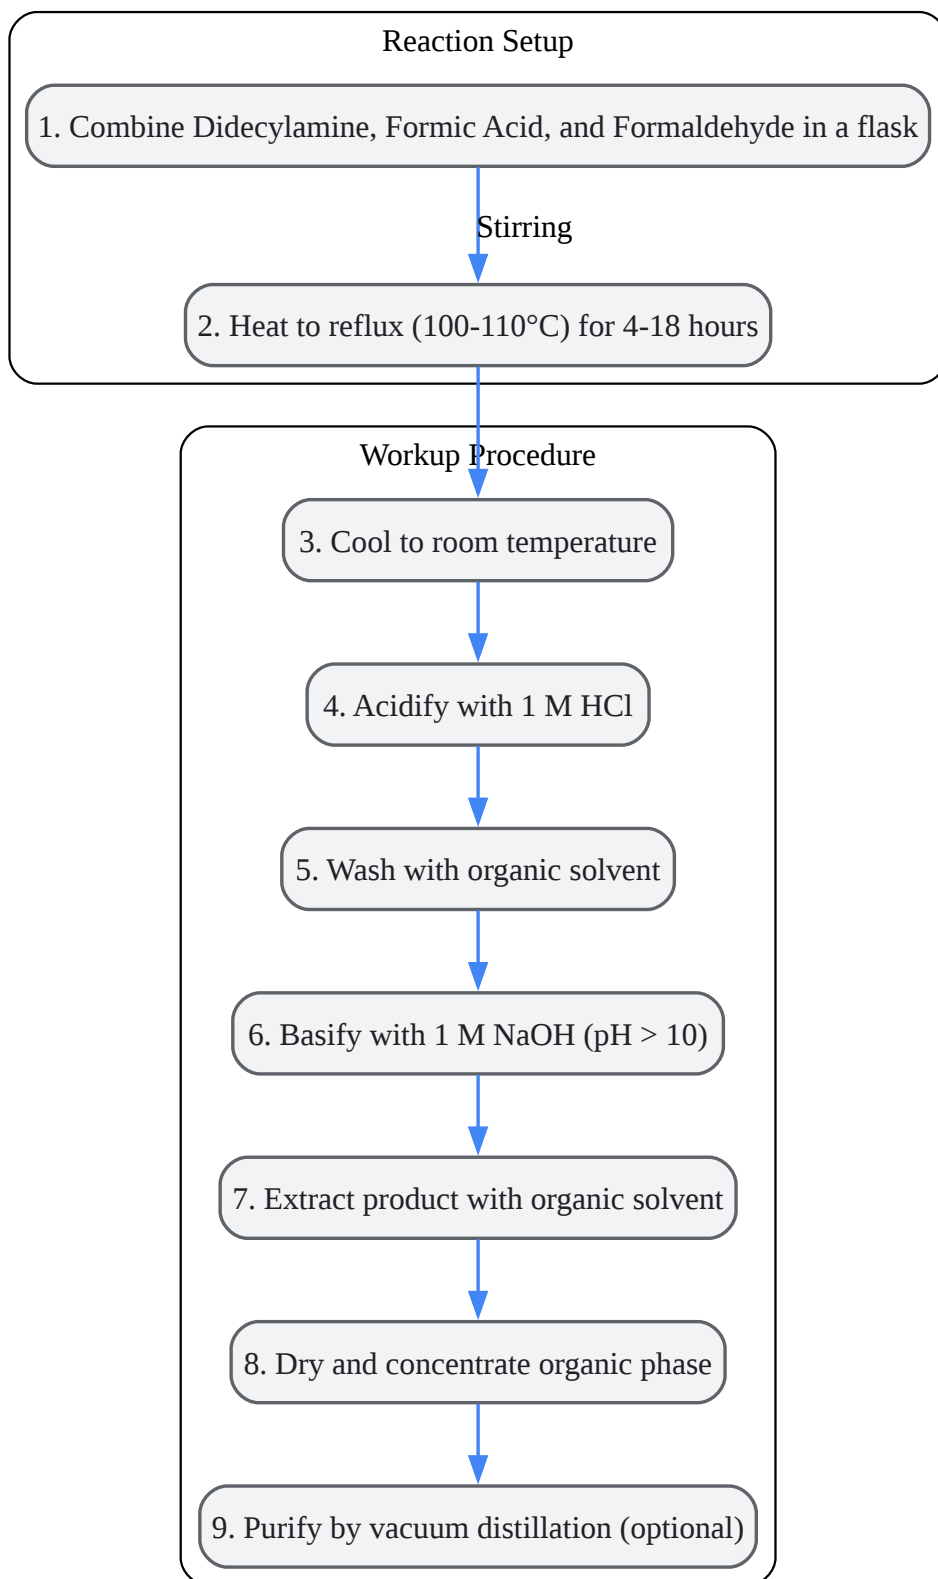 Reaction Setup
1. Combine Didecylamine, Formic Acid, and Formaldehyde in a flask
Stirring
2. Heat to reflux (100-110°C) for 4-18 hours
Workup Procedure
3. Cool to room temperature
4. Acidify with 1 M HCl
5. Wash with organic solvent
6. Basify with 1 M NaOH (pH > 10)
7. Extract product with organic solvent
8. Dry and concentrate organic phase
9. Purify by vacuum distillation (optional)